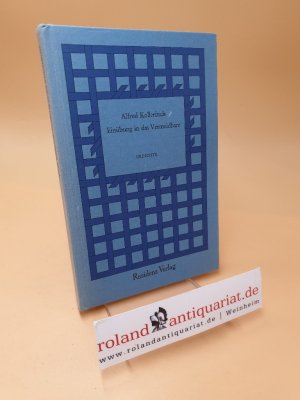 Alfred Kolleritsch
Einübung in das Vermeidbare
GEDICHTE
Residenz Verlag
roland
antiquariat.de
www.rolandantiquariat.de | Weinheim